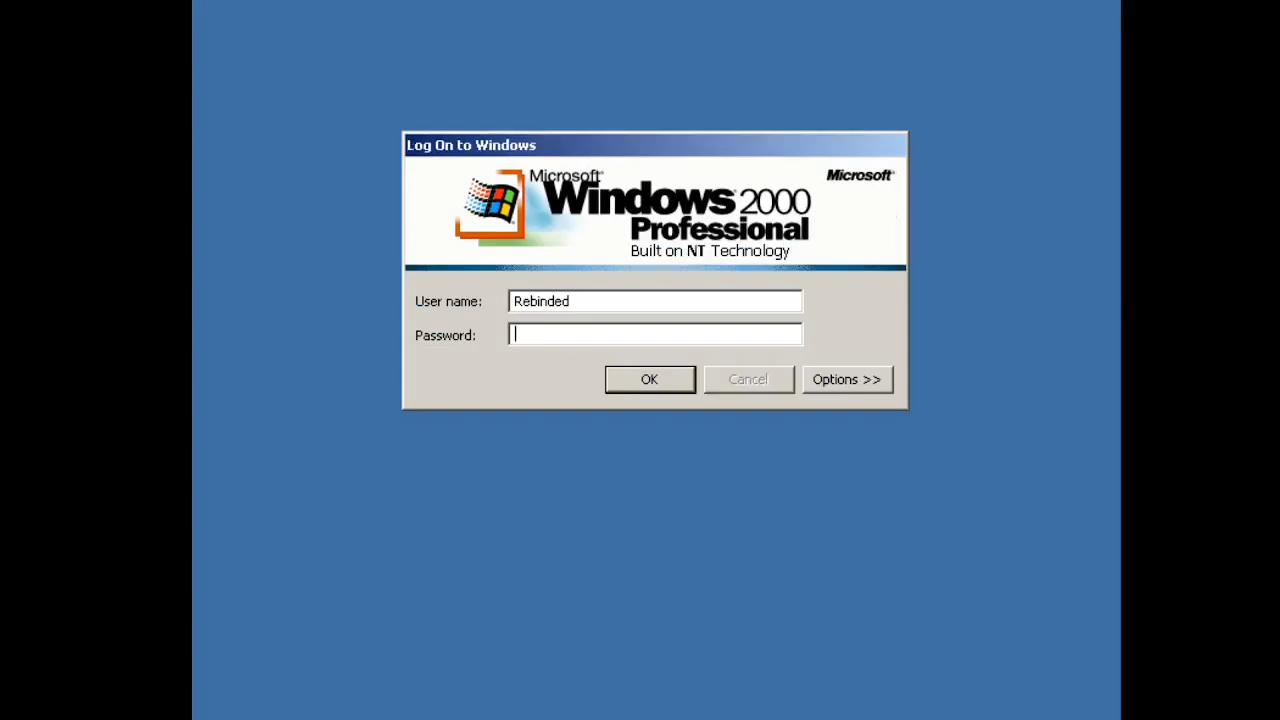 Log On to Windows
Microsoft®
Microsoft®
Windows® 2000
Professional
Built on NT Technology
User name: Rebinded
Password:
OK Cancel Options >>